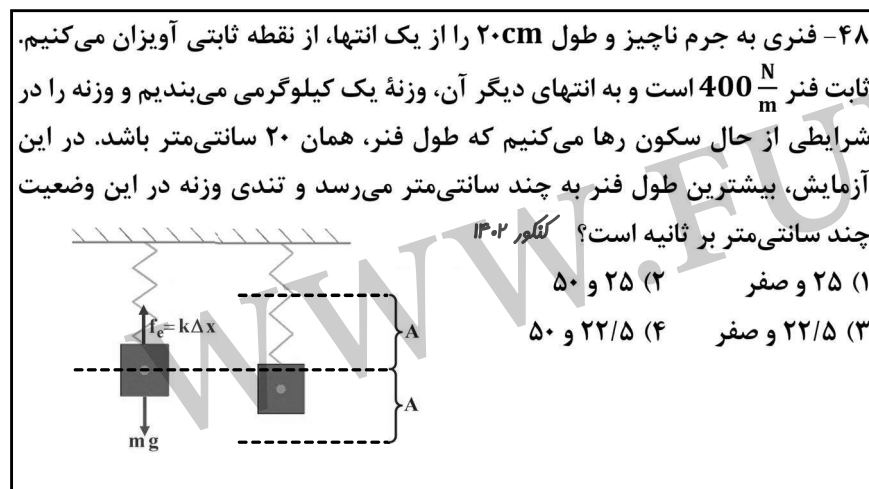 ۴۸- فنری به جرم ناچیز و طول ۲۰cm را از یک انتها، از نقطه ثابتی آویزان می‌کنیم.
ثابت فنر 400 N/m است و به انتهای دیگر آن، وزنهٔ یک کیلوگرمی می‌بندیم و وزنه را در
شرایطی از حال سکون رها می‌کنیم که طول فنر، همان ۲۰ سانتی‌متر باشد. در این
آزمایش، بیشترین طول فنر به چند سانتی‌متر می‌رسد و تندی وزنه در این وضعیت
چند سانتی‌متر بر ثانیه است؟ کنکور ۱۴۰۲
۱) ۲۵ و صفر ۲) ۲۵ و ۵۰
۳) ۲۲/۵ و صفر ۴) ۲۲/۵ و ۵۰
fe = kΔx
A
A
mg
WWW.FU